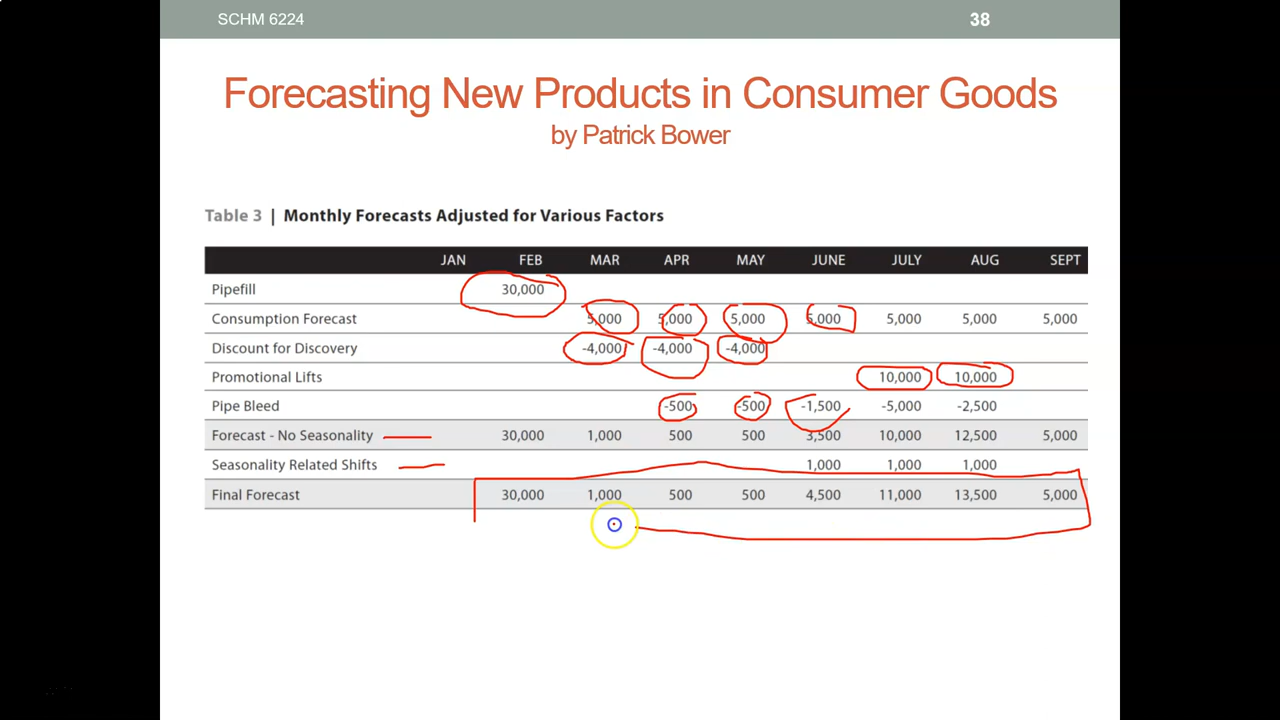 SCHM 6224 38
Forecasting New Products in Consumer Goods
by Patrick Bower
Table 3 | Monthly Forecasts Adjusted for Various Factors
JAN FEB MAR APR MAY JUNE JULY AUG SEPT
Pipefill 30,000
Consumption Forecast 5,000 5,000 5,000 5,000 5,000 5,000 5,000
Discount for Discovery -4,000 -4,000 -4,000
Promotional Lifts 10,000 10,000
Pipe Bleed -500 -500 -1,500 -5,000 -2,500
Forecast - No Seasonality 30,000 1,000 500 500 3,500 10,000 12,500 5,000
Seasonality Related Shifts 1,000 1,000 1,000
Final Forecast 30,000 1,000 500 500 4,500 11,000 13,500 5,000